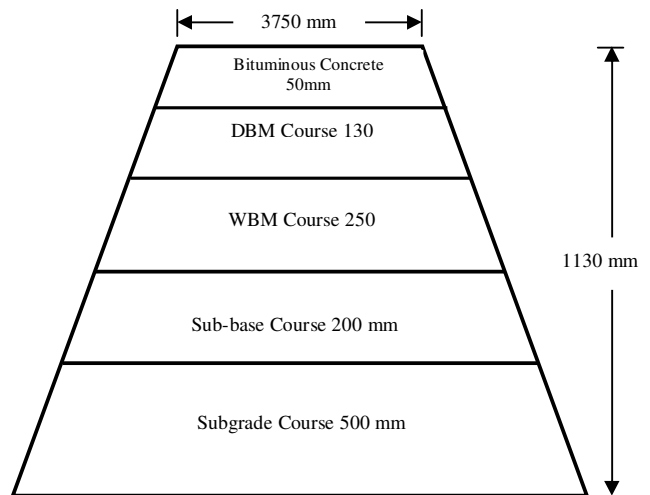 3750 mm
Bituminous Concrete
50mm
DBM Course 130
WBM Course 250
1130 mm
Sub-base Course 200 mm
Subgrade Course 500 mm